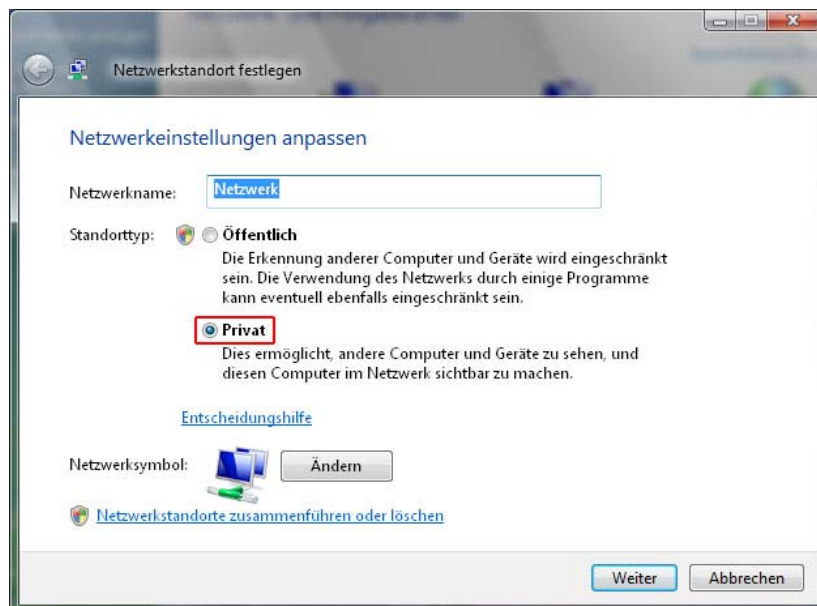 Netzwerkstandort festlegen
Netzwerkeinstellungen anpassen
Netzwerkname: Netzwerk
Standorttyp: Öffentlich
Die Erkennung anderer Computer und Geräte wird eingeschränkt
sein. Die Verwendung des Netzwerks durch einige Programme
kann eventuell ebenfalls eingeschränkt sein.
Privat
Dies ermöglicht, andere Computer und Geräte zu sehen, und
diesen Computer im Netzwerk sichtbar zu machen.
Entscheidungshilfe
Netzwerksymbol: Ändern
Netzwerkstandorte zusammenführen oder löschen
Weiter Abbrechen